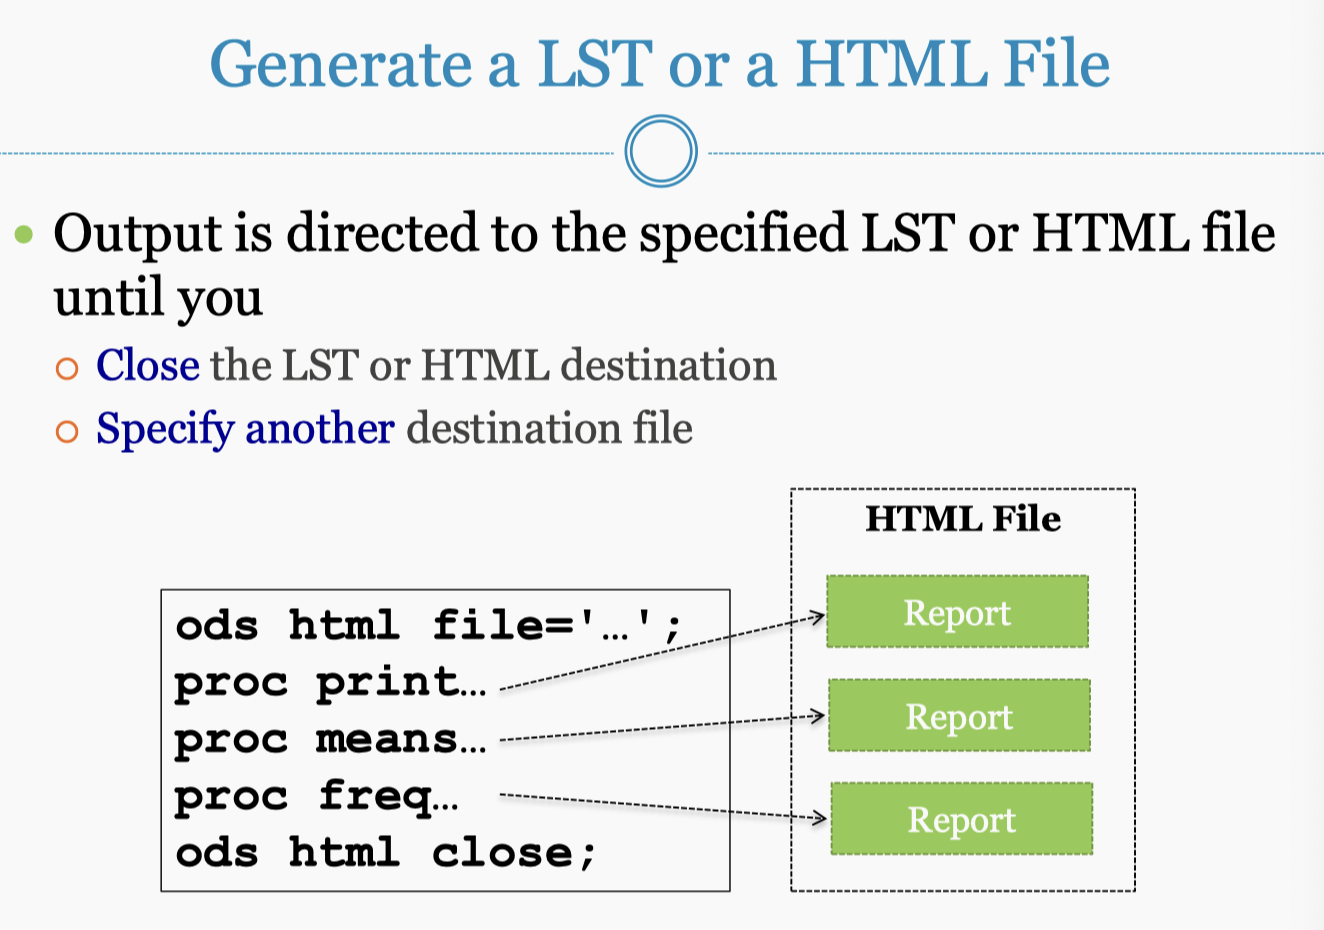 Generate a LST or a HTML File
• Output is directed to the specified LST or HTML file
until you
○ Close the LST or HTML destination
○ Specify another destination file
ods html file='…';
proc print…
proc means…
proc freq…
ods html close;
HTML File
Report
Report
Report